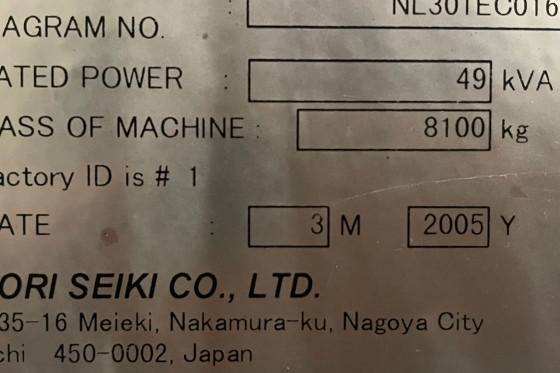 AGRAM NO. : NL301EC016
ATED POWER : 49 kVA
ASS OF MACHINE : 8100 kg
actory ID is # 1
ATE : 3 M 2005 Y
ORI SEIKI CO., LTD.
35-16 Meieki, Nakamura-ku, Nagoya City
chi 450-0002, Japan